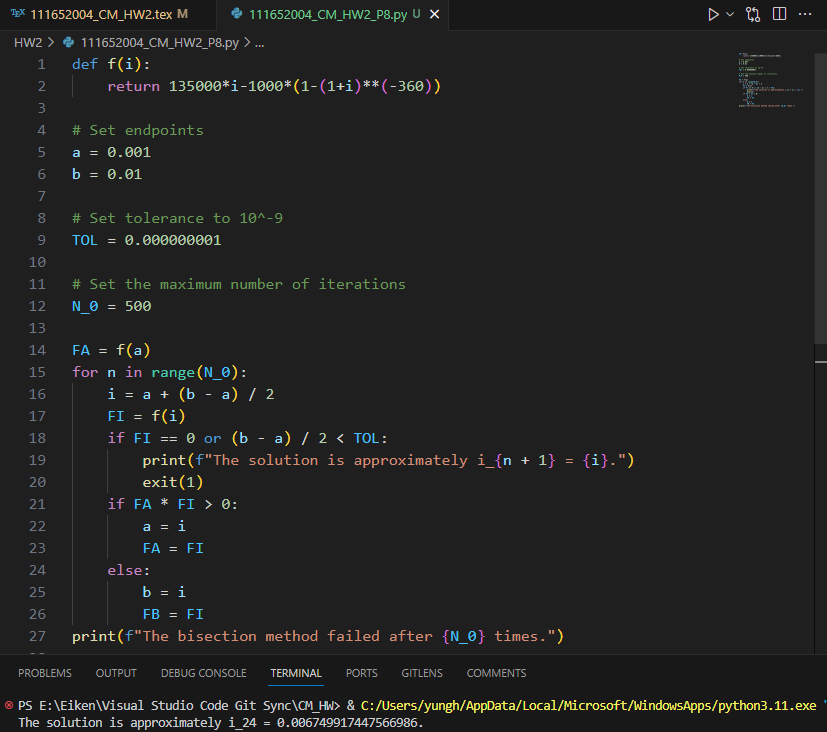 TEX 111652004_CM_HW2.tex M
111652004_CM_HW2_P8.py U
HW2 > 111652004_CM_HW2_P8.py > ...
1 def f(i):
2     return 135000*i-1000*(1-(1+i)**(-360))
3
4 # Set endpoints
5 a = 0.001
6 b = 0.01
7
8 # Set tolerance to 10^-9
9 TOL = 0.000000001
10
11 # Set the maximum number of iterations
12 N_0 = 500
13
14 FA = f(a)
15 for n in range(N_0):
16     i = a + (b - a) / 2
17     FI = f(i)
18     if FI == 0 or (b - a) / 2 < TOL:
19         print(f"The solution is approximately i_{n + 1} = {i}.")
20         exit(1)
21     if FA * FI > 0:
22         a = i
23         FA = FI
24     else:
25         b = i
26         FB = FI
27 print(f"The bisection method failed after {N_0} times.")
PROBLEMS OUTPUT DEBUG CONSOLE TERMINAL PORTS GITLENS COMMENTS
PS E:\Eiken\Visual Studio Code Git Sync\CM_HW> & C:/Users/yungh/AppData/Local/Microsoft/WindowsApps/python3.11.exe
The solution is approximately i_24 = 0.006749917447566986.